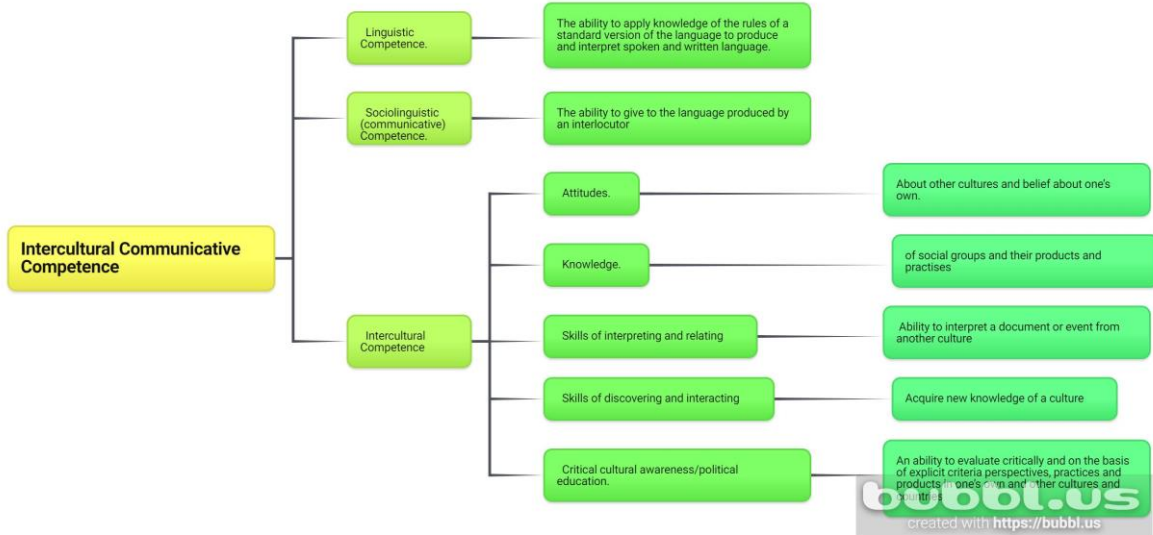 Linguistic
Competence.
The ability to apply knowledge of the rules of a
standard version of the language to produce
and interpret spoken and written language.
Sociolinguistic
(communicative)
Competence.
The ability to give to the language produced by
an interlocutor
Intercultural Communicative
Competence
Intercultural
Competence
Attitudes.
About other cultures and belief about one's
own.
Knowledge.
of social groups and their products and
practises
Skills of interpreting and relating
Ability to interpret a document or event from
another culture
Skills of discovering and interacting
Acquire new knowledge of a culture
Critical cultural awareness/political
education.
An ability to evaluate critically and on the basis
of explicit criteria perspectives, practices and
products in one's own and other cultures and
countries
bubbl.us
created with https://bubbl.us